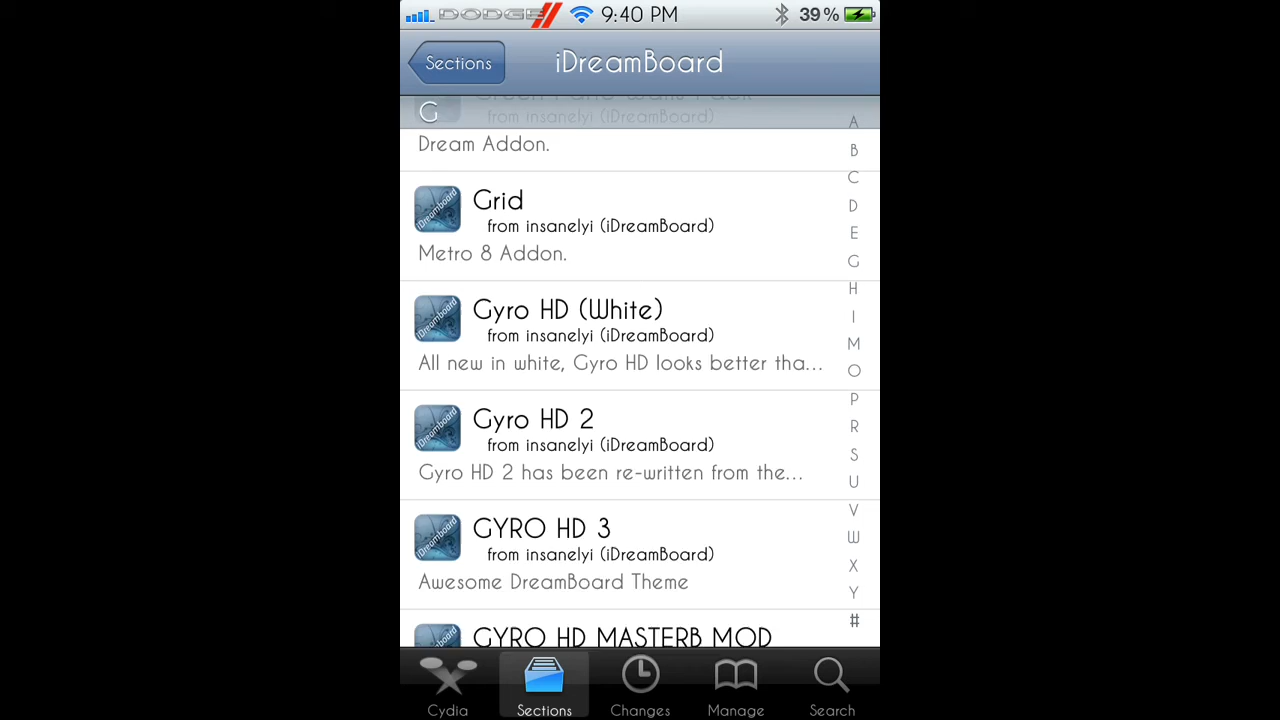 DODGE 9:40 PM 39%
Sections iDreamBoard
G
from insanelyi (iDreamBoard)
Dream Addon.
Grid
from insanelyi (iDreamBoard)
Metro 8 Addon.
Gyro HD (White)
from insanelyi (iDreamBoard)
All new in white, Gyro HD looks better tha...
Gyro HD 2
from insanelyi (iDreamBoard)
Gyro HD 2 has been re-written from the...
GYRO HD 3
from insanelyi (iDreamBoard)
Awesome DreamBoard Theme
GYRO HD MASTERB MOD
A
B
C
D
E
G
H
I
M
O
P
R
S
U
V
W
X
Y
#
Cydia Sections Changes Manage Search